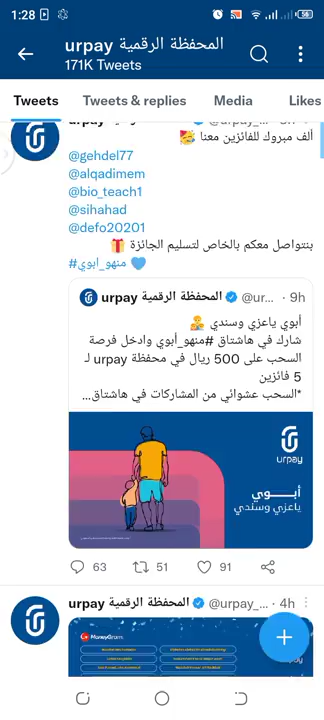 1:28
58
urpay المحفظة الرقمية
171K Tweets
Tweets
Tweets & replies
Media
Likes
ألف مبروك للفائزين معنا 🥳
@gehdel77
@alqadimem
@bio_teach1
@sihahad
@defo20201
بنتواصل معكم بالخاص لتسليم الجائزة 🎁
#منهو_ابوي 💙
urpay المحفظة الرقمية @ur... · 9h
أبوي ياعزي وسندي 👨‍🍼
شارك في هاشتاق #منهو_أبوي وادخل فرصة
السحب على 500 ريال في محفظة urpay لـ
5 فائزين
*السحب عشوائي من المشاركات في هاشتاق...
urpay
أبـــــوي
ياعزي وسندي
63
51
91
urpay المحفظة الرقمية @urpay_... · 4h
MoneyGram